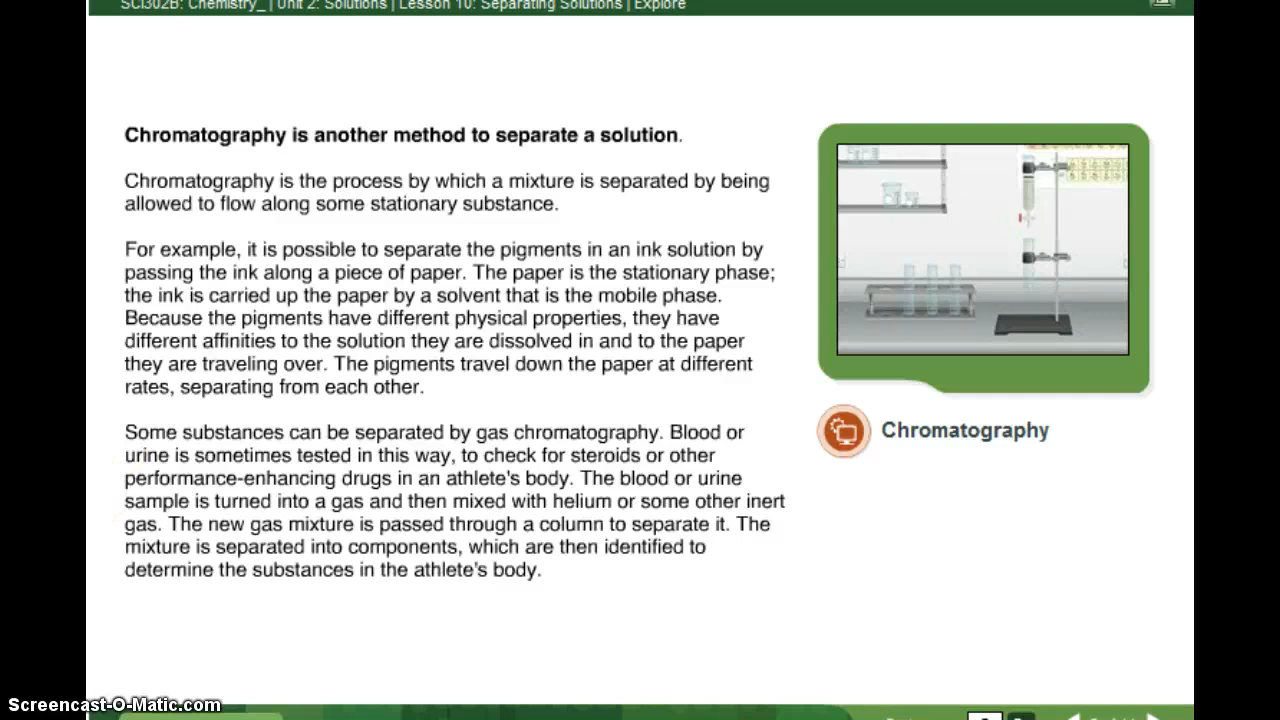 SCI302B: Chemistry_ | Unit 2: Solutions | Lesson 10: Separating Solutions | Explore
Chromatography is another method to separate a solution.
Chromatography is the process by which a mixture is separated by being
allowed to flow along some stationary substance.
For example, it is possible to separate the pigments in an ink solution by
passing the ink along a piece of paper. The paper is the stationary phase;
the ink is carried up the paper by a solvent that is the mobile phase.
Because the pigments have different physical properties, they have
different affinities to the solution they are dissolved in and to the paper
they are traveling over. The pigments travel down the paper at different
rates, separating from each other.
Some substances can be separated by gas chromatography. Blood or
urine is sometimes tested in this way, to check for steroids or other
performance-enhancing drugs in an athlete's body. The blood or urine
sample is turned into a gas and then mixed with helium or some other inert
gas. The new gas mixture is passed through a column to separate it. The
mixture is separated into components, which are then identified to
determine the substances in the athlete's body.
Chromatography
Screencast-O-Matic.com